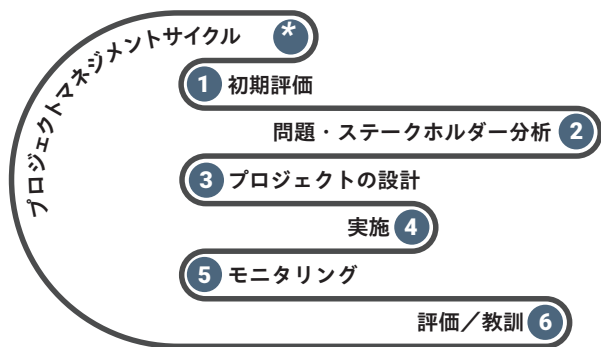 プロジェクトマネジメントサイクル *
1 初期評価
問題・ステークホルダー分析 2
3 プロジェクトの設計
実施 4
5 モニタリング
評価／教訓 6